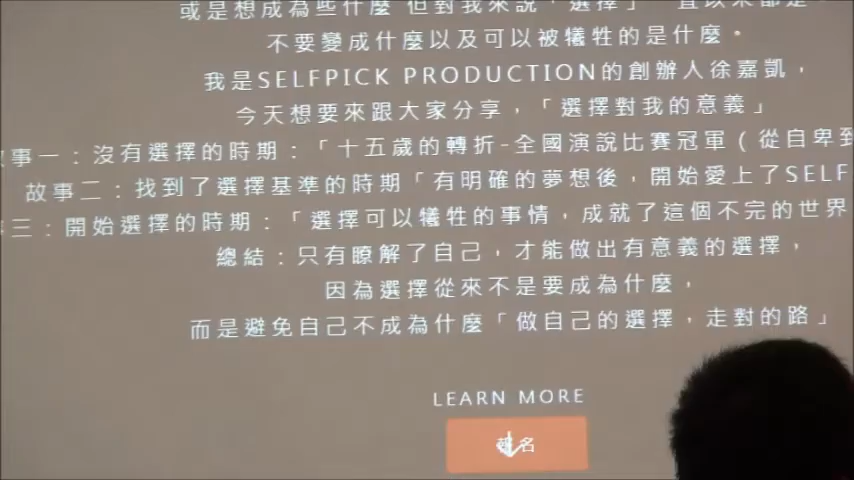 或是想成為些什麼 但對我來說「選擇」一直以來都是
不要變成什麼以及可以被犧牲的是什麼。
我是SELFPICK PRODUCTION的創辦人徐嘉凱，
今天想要來跟大家分享，「選擇對我的意義」
事一：沒有選擇的時期：「十五歲的轉折-全國演說比賽冠軍（從自卑到
故事二：找到了選擇基準的時期「有明確的夢想後，開始愛上了SELF
三：開始選擇的時期：「選擇可以犧牲的事情，成就了這個不完的世界
總結：只有瞭解了自己，才能做出有意義的選擇，
因為選擇從來不是要成為什麼，
而是避免自己不成為什麼「做自己的選擇，走對的路」
LEARN MORE
報名